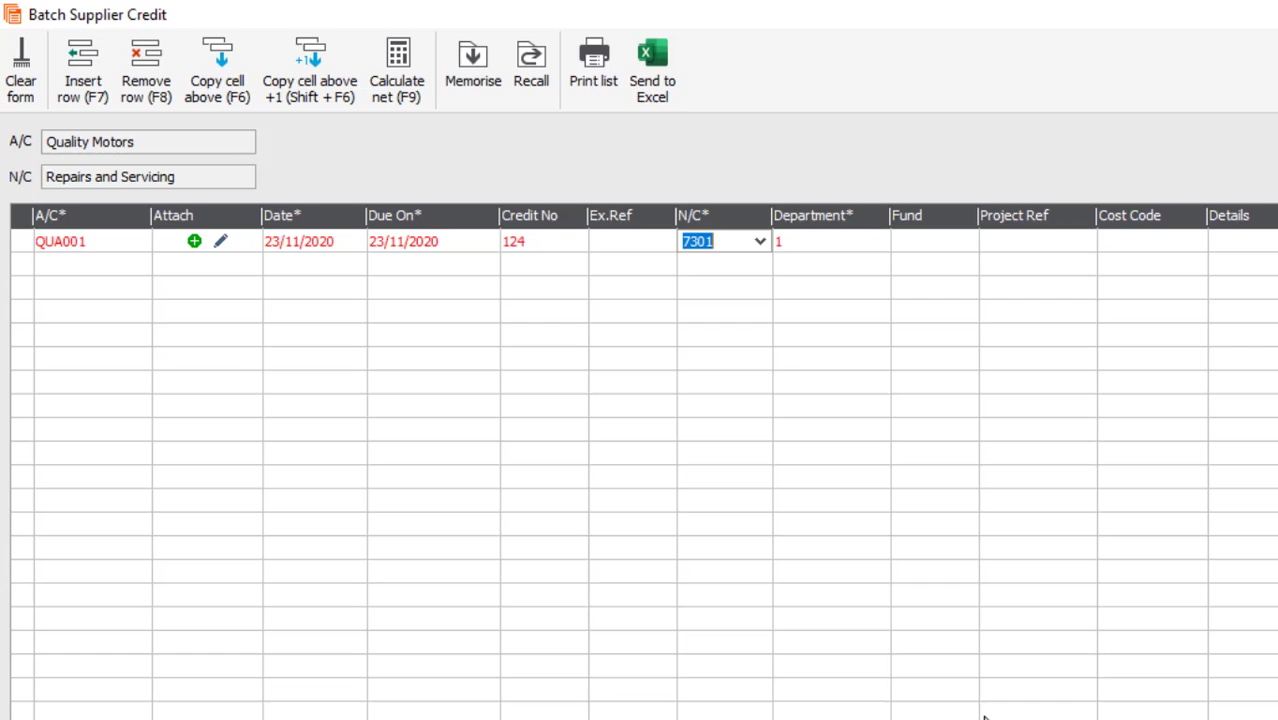 Batch Supplier Credit
Clear form
Insert row (F7)
Remove row (F8)
Copy cell above (F6)
Copy cell above +1 (Shift + F6)
Calculate net (F9)
Memorise
Recall
Print list
Send to Excel
A/C Quality Motors
N/C Repairs and Servicing
A/C* Attach Date* Due On* Credit No Ex.Ref N/C* Department* Fund Project Ref Cost Code Details
QUA001 23/11/2020 23/11/2020 124 7301 1